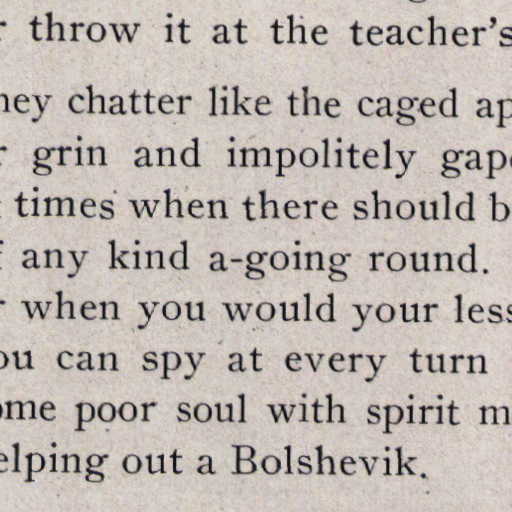 throw it at the teacher's
hey chatter like the caged ap
r grin and impolitely gap
times when there should b
f any kind a-going round.
r when you would your less
ou can spy at every turn
ome poor soul with spirit m
elping out a Bolshevik.